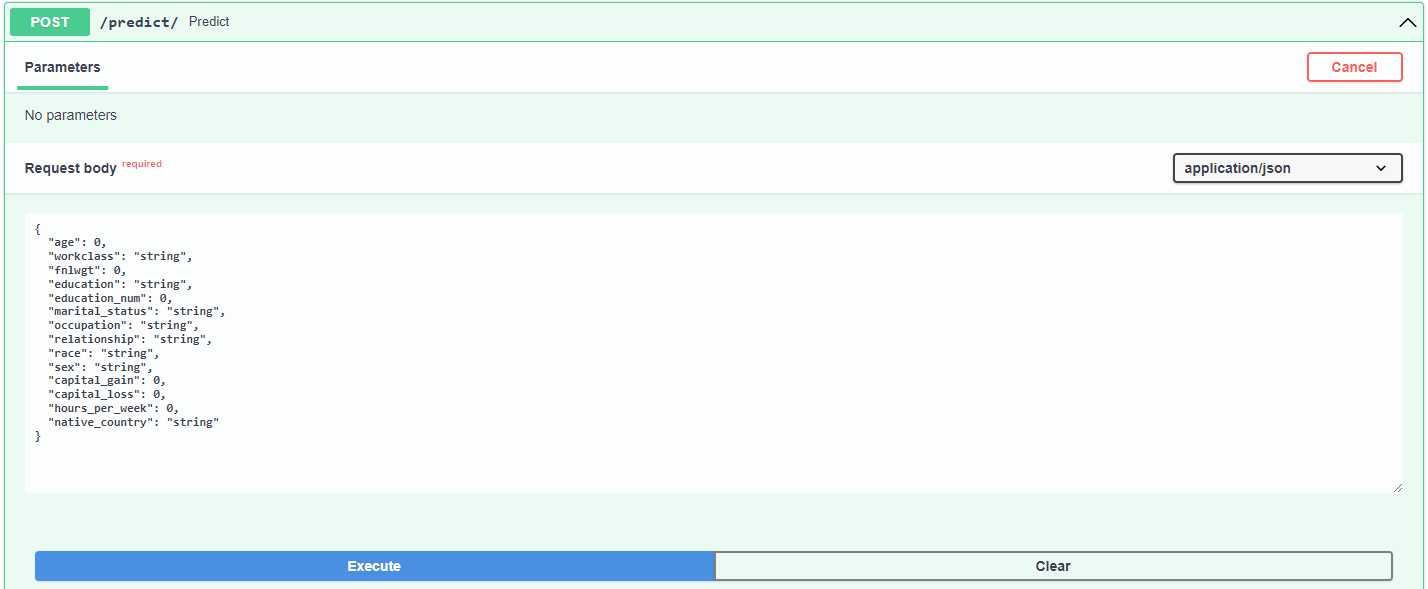 POST /predict/ Predict
Parameters
Cancel
No parameters
Request body required
application/json
{
  "age": 0,
  "workclass": "string",
  "fnlwgt": 0,
  "education": "string",
  "education_num": 0,
  "marital_status": "string",
  "occupation": "string",
  "relationship": "string",
  "race": "string",
  "sex": "string",
  "capital_gain": 0,
  "capital_loss": 0,
  "hours_per_week": 0,
  "native_country": "string"
}
Execute
Clear